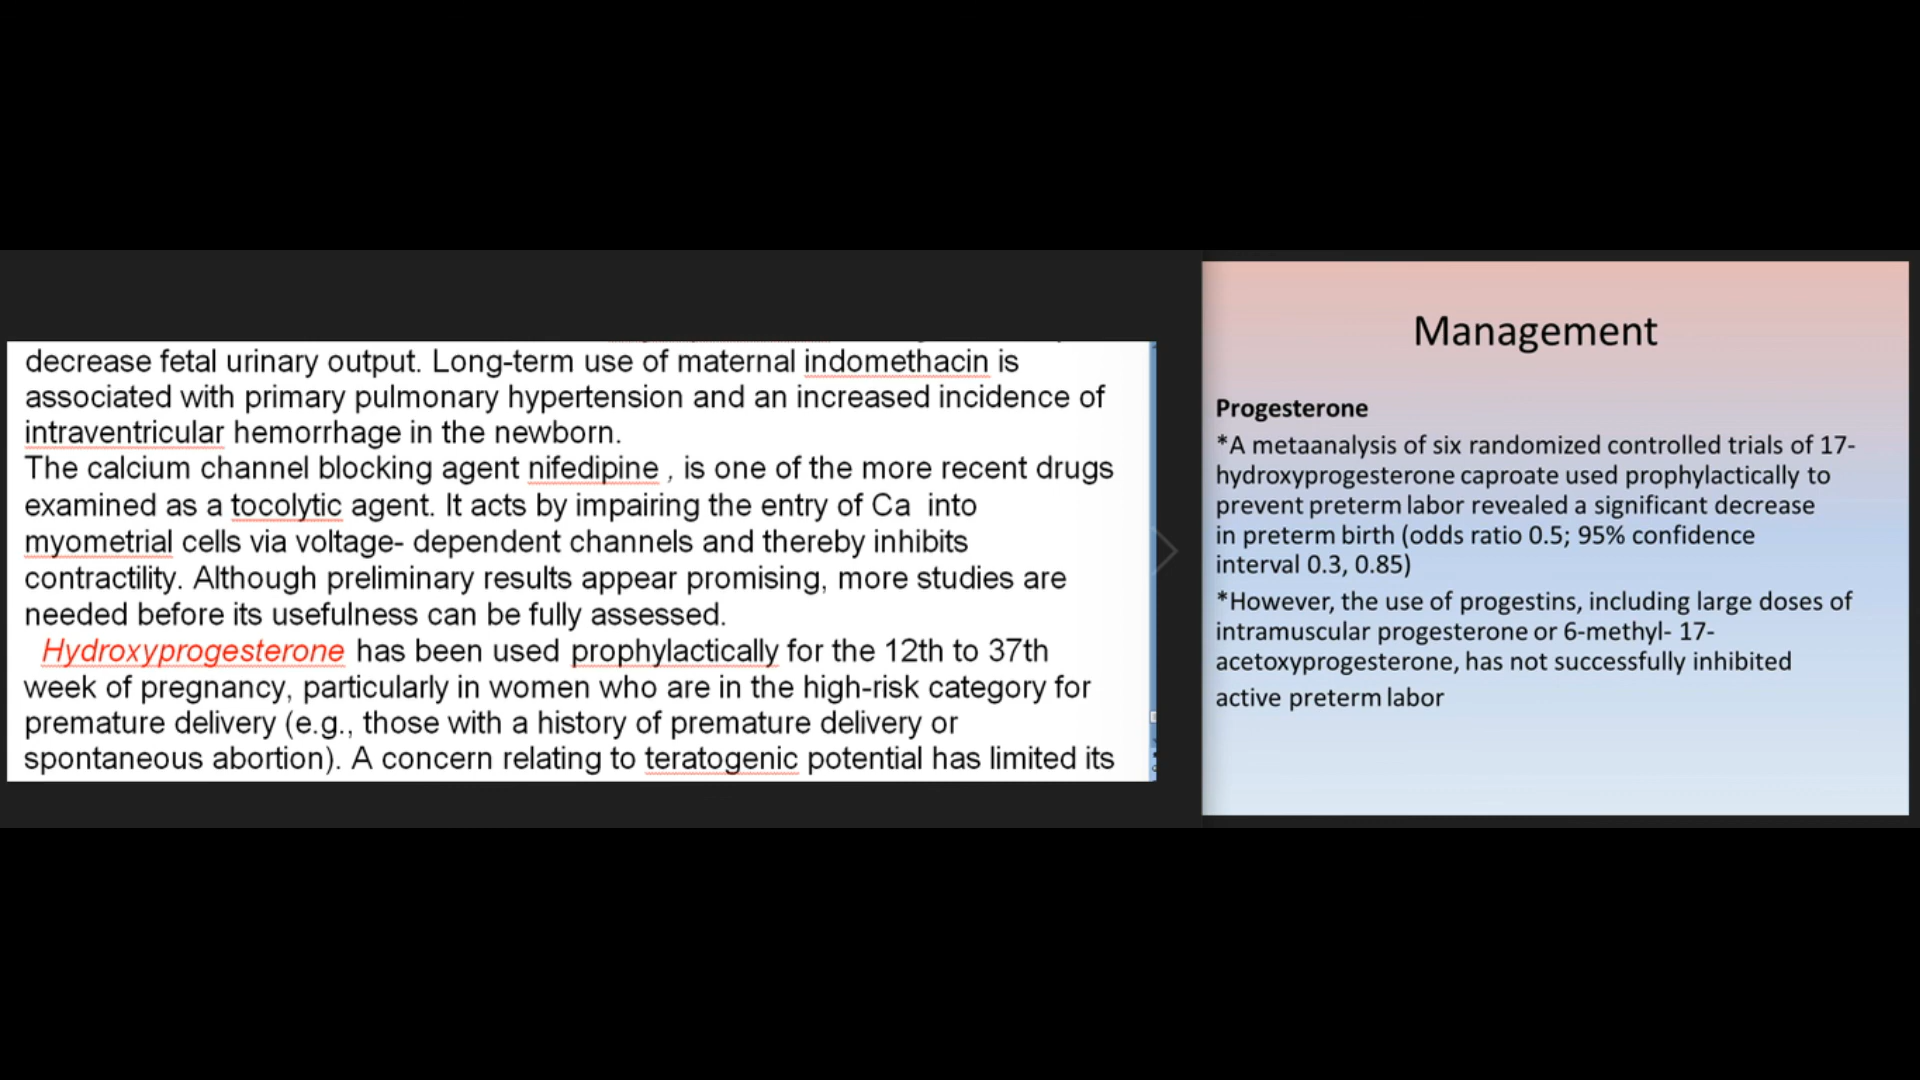 decrease fetal urinary output. Long-term use of maternal indomethacin is
associated with primary pulmonary hypertension and an increased incidence of
intraventricular hemorrhage in the newborn.
The calcium channel blocking agent nifedipine , is one of the more recent drugs
examined as a tocolytic agent. It acts by impairing the entry of Ca into
myometrial cells via voltage- dependent channels and thereby inhibits
contractility. Although preliminary results appear promising, more studies are
needed before its usefulness can be fully assessed.
Hydroxyprogesterone has been used prophylactically for the 12th to 37th
week of pregnancy, particularly in women who are in the high-risk category for
premature delivery (e.g., those with a history of premature delivery or
spontaneous abortion). A concern relating to teratogenic potential has limited its
Management
Progesterone
*A metaanalysis of six randomized controlled trials of 17-
hydroxyprogesterone caproate used prophylactically to
prevent preterm labor revealed a significant decrease
in preterm birth (odds ratio 0.5; 95% confidence
interval 0.3, 0.85)
*However, the use of progestins, including large doses of
intramuscular progesterone or 6-methyl- 17-
acetoxyprogesterone, has not successfully inhibited
active preterm labor